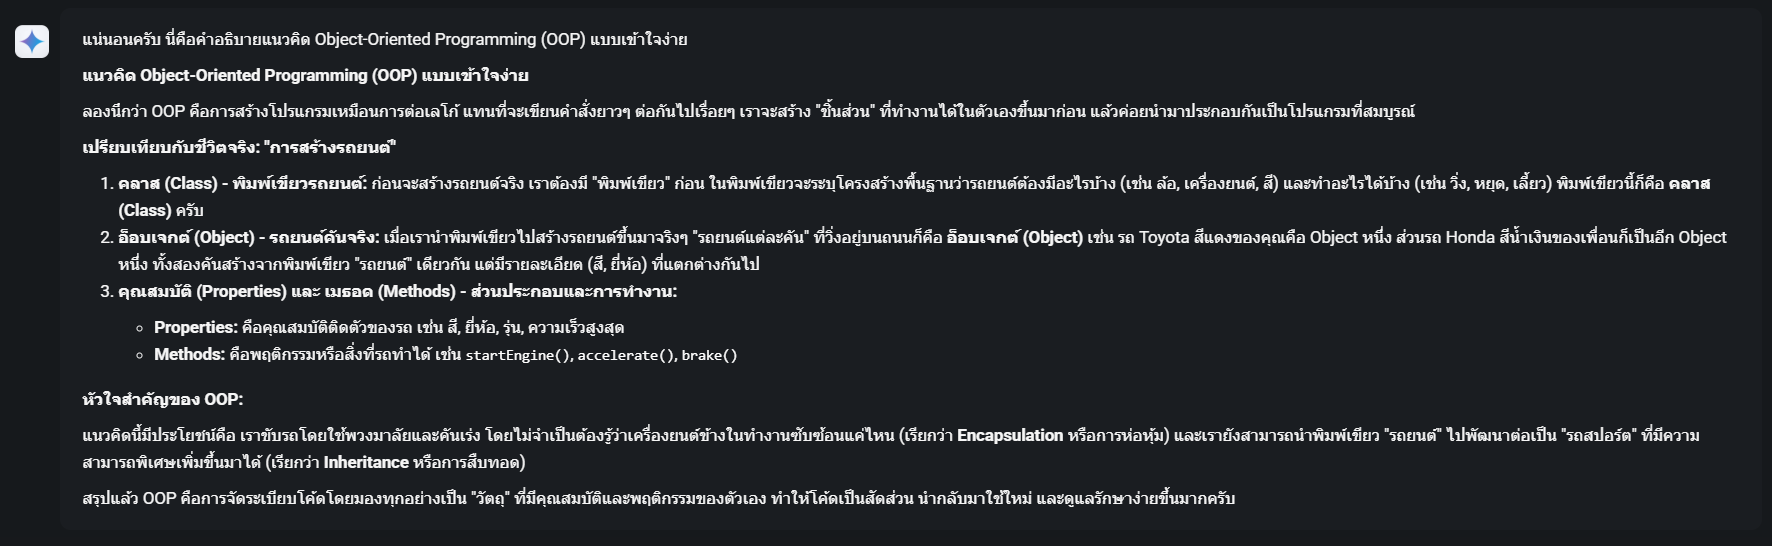 แน่นอนครับ นี่คือคำอธิบายแนวคิด Object-Oriented Programming (OOP) แบบเข้าใจง่าย
แนวคิด Object-Oriented Programming (OOP) แบบเข้าใจง่าย
ลองนึกว่า OOP คือการสร้างโปรแกรมเหมือนการต่อเลโก้ แทนที่จะเขียนคำสั่งยาวๆ ต่อกันไปเรื่อยๆ เราจะสร้าง "ชิ้นส่วน" ที่ทำงานได้ในตัวเองขึ้นมาก่อน แล้วค่อยนำมาประกอบกันเป็นโปรแกรมที่สมบูรณ์
เปรียบเทียบกับชีวิตจริง: "การสร้างรถยนต์"
1. คลาส (Class) - พิมพ์เขียวรถยนต์: ก่อนจะสร้างรถยนต์จริง เราต้องมี "พิมพ์เขียว" ก่อน ในพิมพ์เขียวจะระบุโครงสร้างพื้นฐานว่ารถยนต์ต้องมีอะไรบ้าง (เช่น ล้อ, เครื่องยนต์, สี) และทำอะไรได้บ้าง (เช่น วิ่ง, หยุด, เลี้ยว) พิมพ์เขียวนี้ก็คือ คลาส
(Class) ครับ
2. อ็อบเจกต์ (Object) - รถยนต์คันจริง: เมื่อเรานำพิมพ์เขียวไปสร้างรถยนต์ขึ้นมาจริงๆ "รถยนต์แต่ละคัน" ที่วิ่งอยู่บนถนนก็คือ อ็อบเจกต์ (Object) เช่น รถ Toyota สีแดงของคุณคือ Object หนึ่ง ส่วนรถ Honda สีน้ำเงินของเพื่อนก็เป็นอีก Object
หนึ่ง ทั้งสองคันสร้างจากพิมพ์เขียว "รถยนต์" เดียวกัน แต่มีรายละเอียด (สี, ยี่ห้อ) ที่แตกต่างกันไป
3. คุณสมบัติ (Properties) และ เมธอด (Methods) - ส่วนประกอบและการทำงาน:
◦ Properties: คือคุณสมบัติติดตัวของรถ เช่น สี, ยี่ห้อ, รุ่น, ความเร็วสูงสุด
◦ Methods: คือพฤติกรรมหรือสิ่งที่รถทำได้ เช่น startEngine(), accelerate(), brake()
หัวใจสำคัญของ OOP:
แนวคิดนี้มีประโยชน์คือ เราขับรถโดยใช้พวงมาลัยและคันเร่ง โดยไม่จำเป็นต้องรู้ว่าเครื่องยนต์ข้างในทำงานซับซ้อนแค่ไหน (เรียกว่า Encapsulation หรือการห่อหุ้ม) และเรายังสามารถนำพิมพ์เขียว "รถยนต์" ไปพัฒนาต่อเป็น "รถสปอร์ต" ที่มีความ
สามารถพิเศษเพิ่มขึ้นมาได้ (เรียกว่า Inheritance หรือการสืบทอด)
สรุปแล้ว OOP คือการจัดระเบียบโค้ดโดยมองทุกอย่างเป็น "วัตถุ" ที่มีคุณสมบัติและพฤติกรรมของตัวเอง ทำให้โค้ดเป็นสัดส่วน นำกลับมาใช้ใหม่ และดูแลรักษาง่ายขึ้นมากครับ